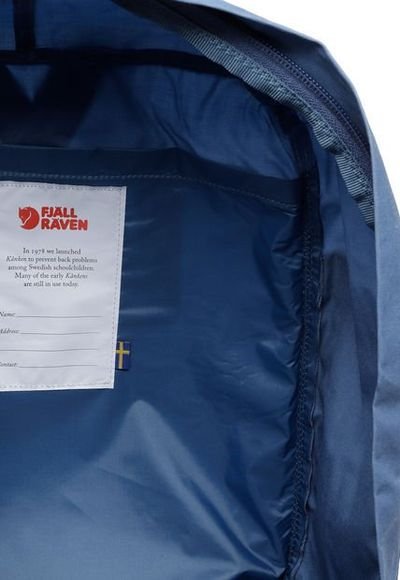 FJÄLL
RÄVEN
In 1978 we launched
Kånken to prevent back problems
among Swedish schoolchildren.
Many of the early Kånkens
are still in use today.
Name:
Address:
Contact: